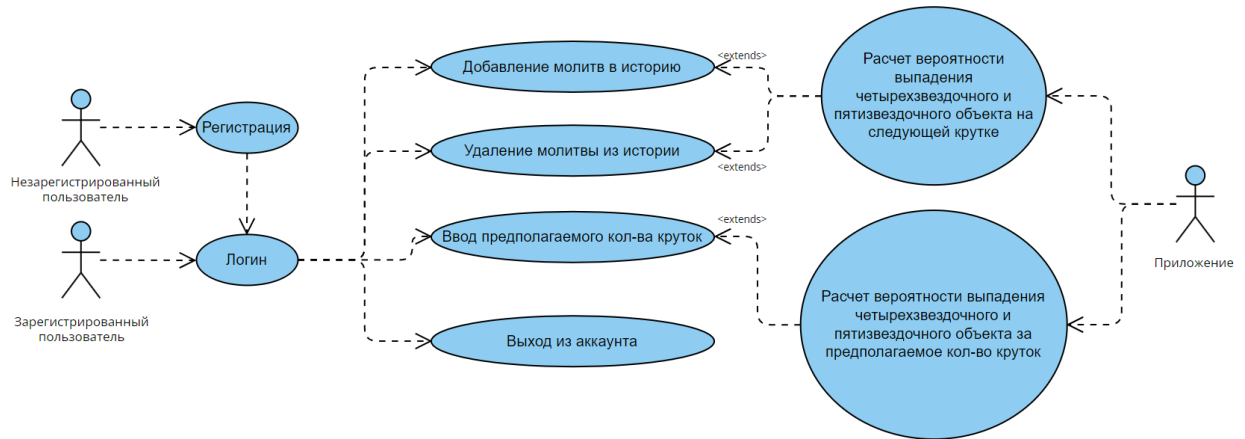 Незарегистрированный
пользователь
Зарегистрированный
пользователь
Регистрация
Логин
Добавление молитв в историю
Удаление молитвы из истории
Ввод предполагаемого кол-ва круток
Выход из аккаунта
<extends>
<extends>
<extends>
Расчет вероятности
выпадения
четырехзвездочного и
пятизвездочного объекта на
следующей крутке
Расчет вероятности выпадения
четырехзвездочного и
пятизвездочного объекта за
предполагаемое кол-во круток
Приложение